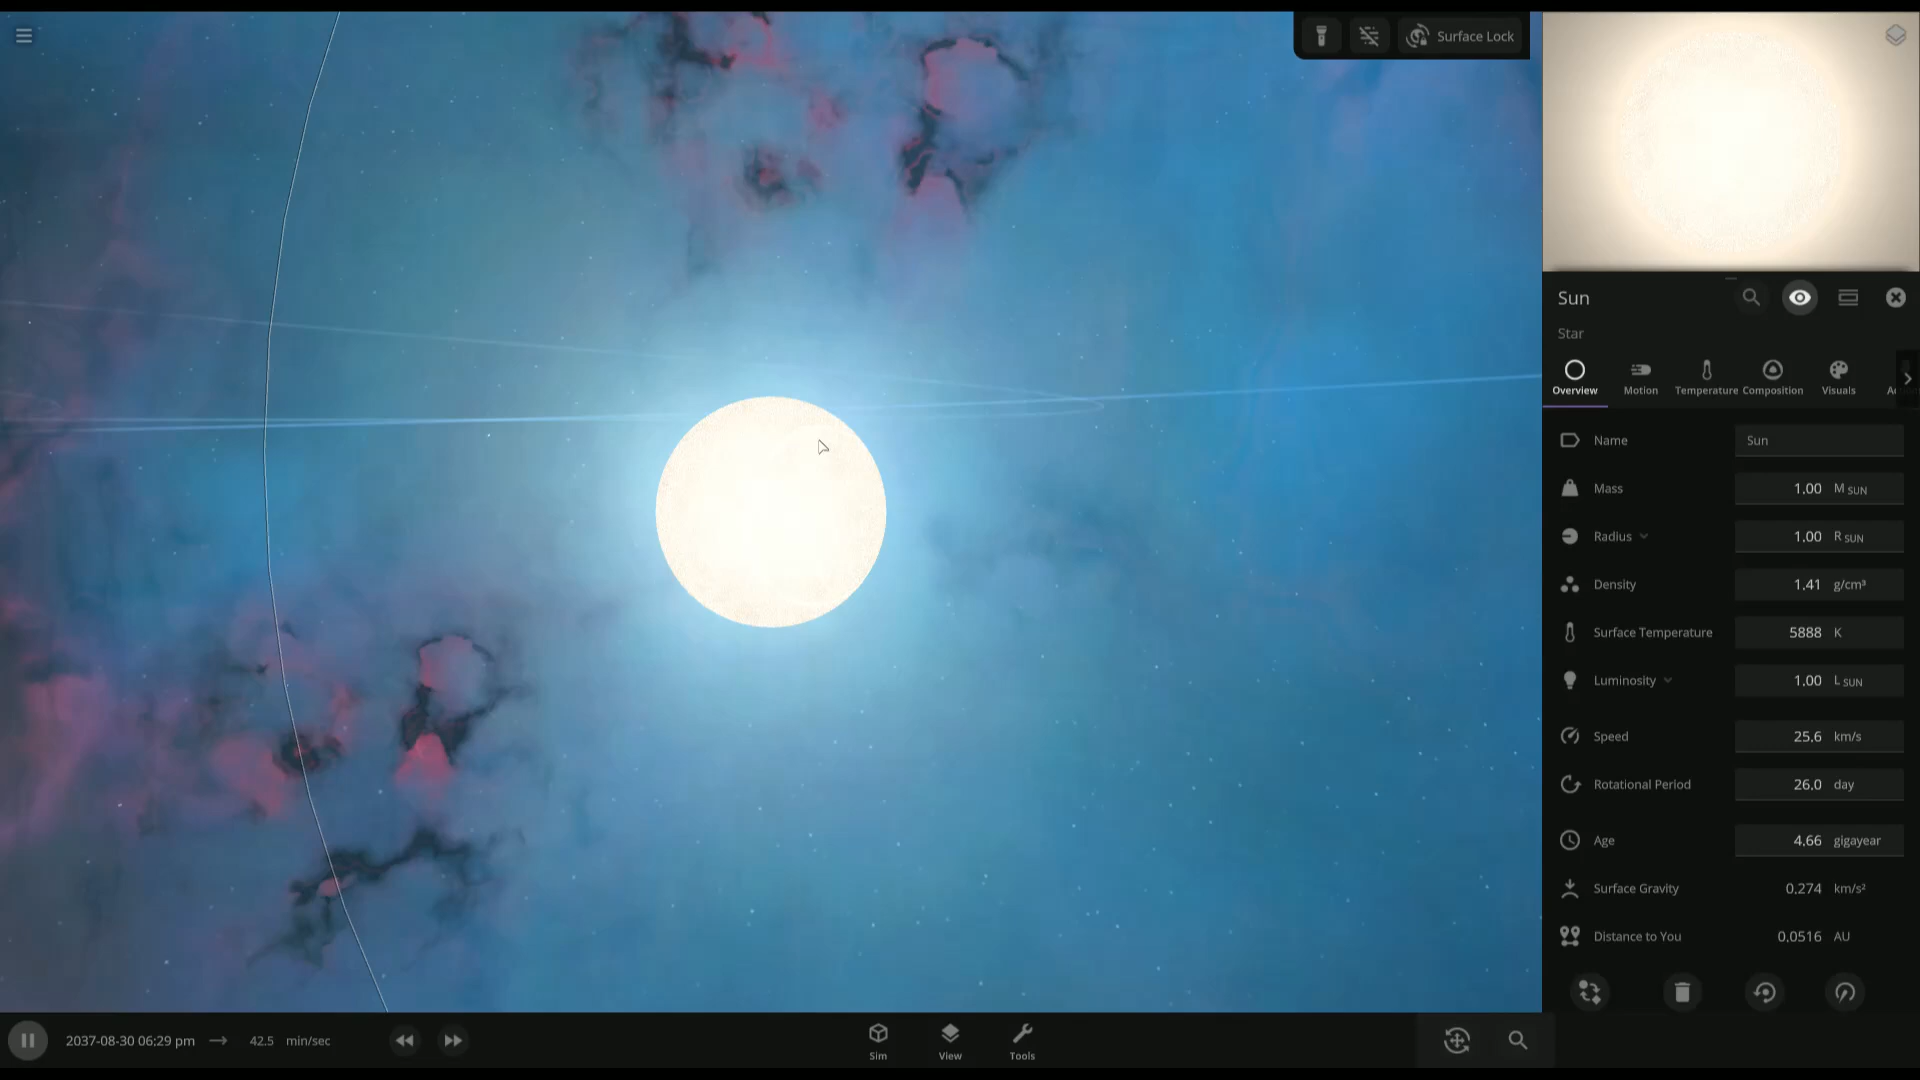 Surface Lock
Sun
Star
Overview
Motion
Temperature
Composition
Visuals
Name Sun
Mass 1.00 M SUN
Radius 1.00 R SUN
Density 1.41 g/cm³
Surface Temperature 5888 K
Luminosity 1.00 L SUN
Speed 25.6 km/s
Rotational Period 26.0 day
Age 4.66 gigayear
Surface Gravity 0.274 km/s²
Distance to You 0.0516 AU
2037-08-30 06:29 pm → 42.5 min/sec
Sim
View
Tools